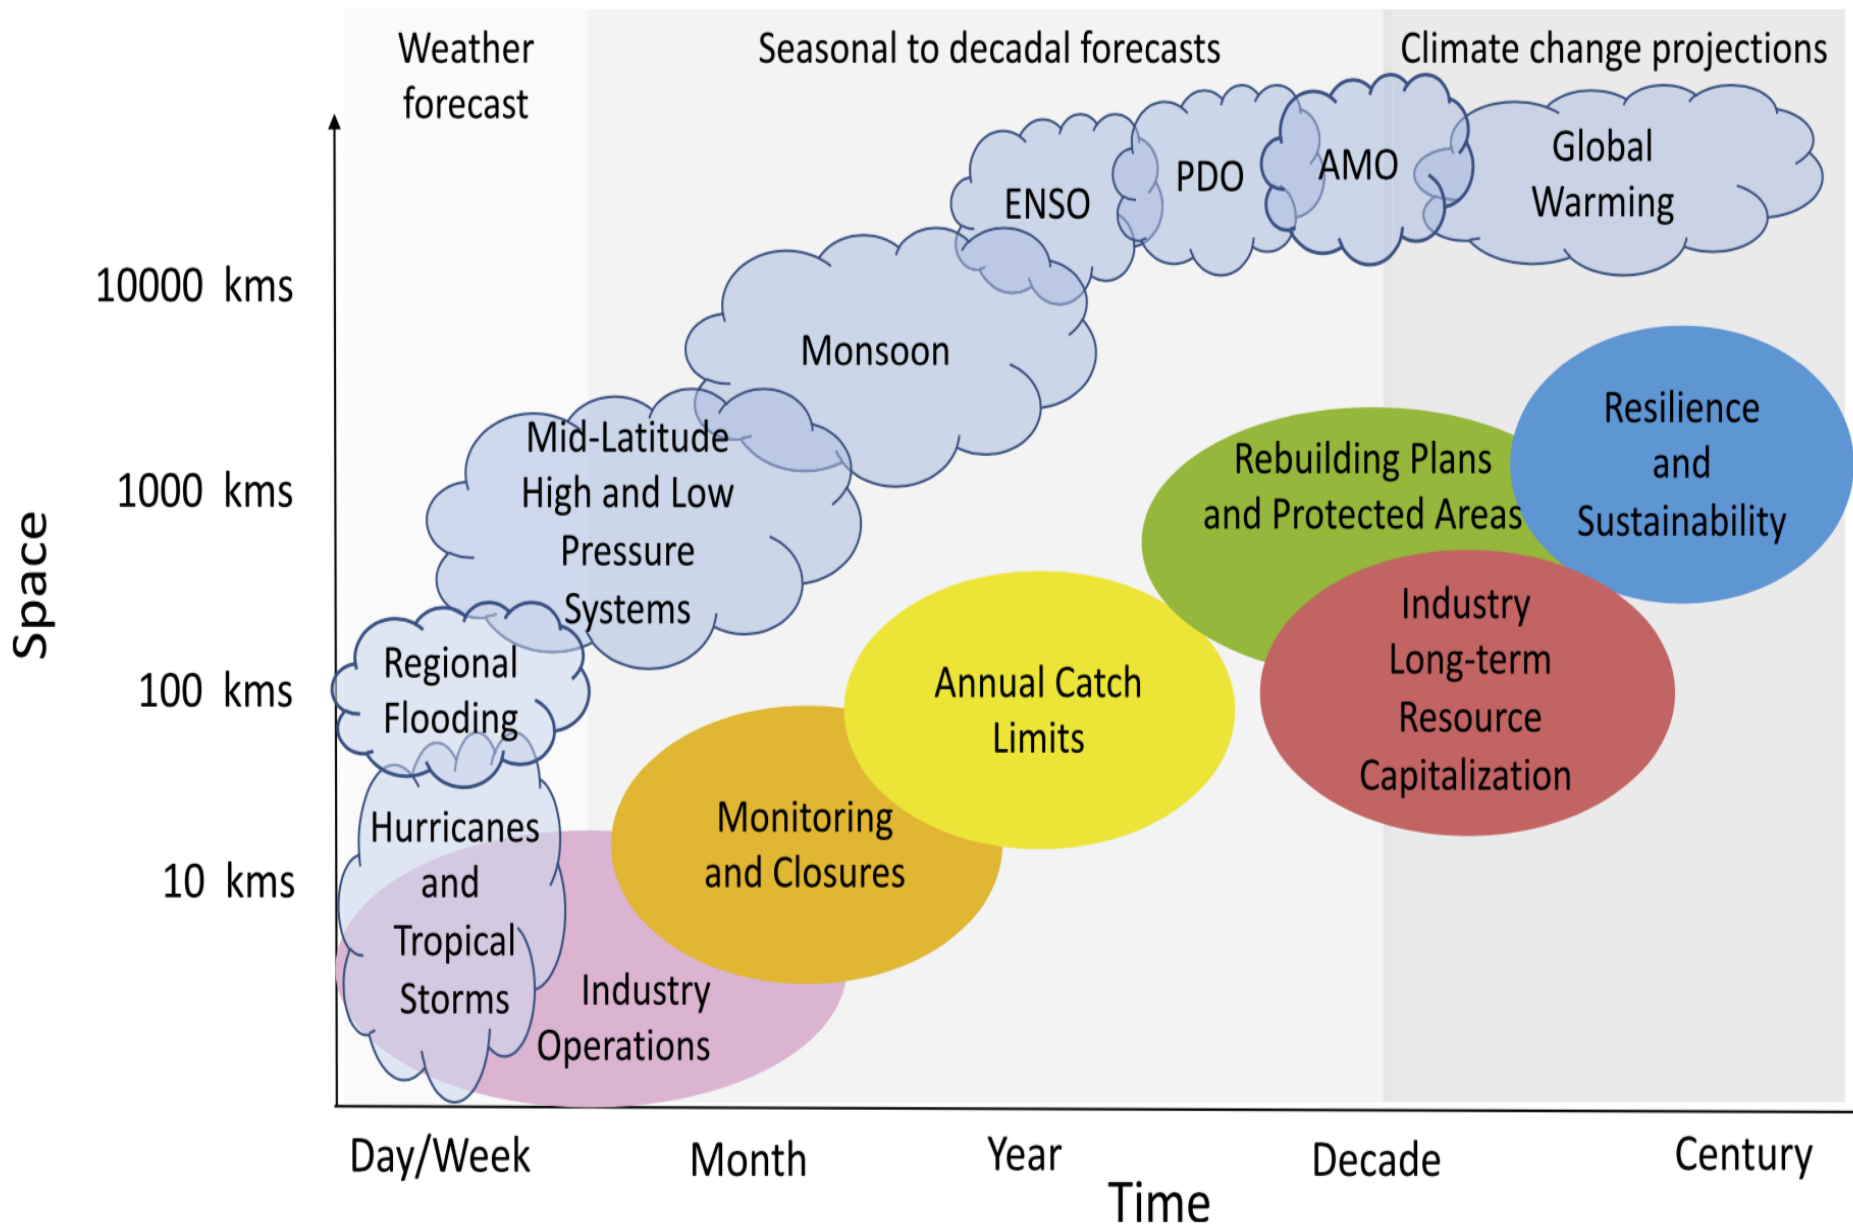 Weather
forecast
Seasonal to decadal forecasts
Climate change projections
ENSO
PDO
AMO
Global
Warming
10000 kms
Monsoon
Mid-Latitude
High and Low
Pressure
Systems
1000 kms
Space
Regional
Flooding
100 kms
Hurricanes
and
Tropical
Storms
10 kms
Industry
Operations
Monitoring
and Closures
Annual Catch
Limits
Rebuilding Plans
and Protected Areas
Industry
Long-term
Resource
Capitalization
Resilience
and
Sustainability
Day/Week
Month
Year
Decade
Century
Time